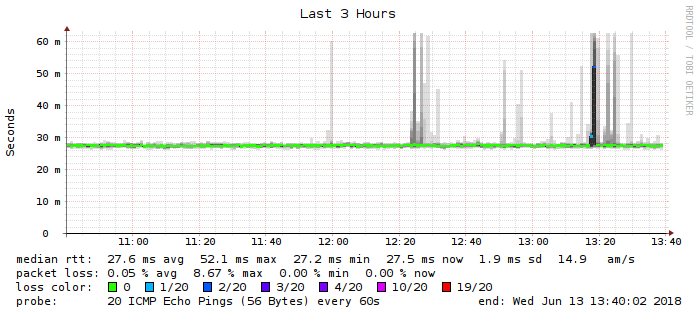 Last 3 Hours
RRDTOOL / TOBI OETIKER
Seconds
60 m
50 m
40 m
30 m
20 m
10 m
0
11:00 11:20 11:40 12:00 12:20 12:40 13:00 13:20 13:40
median rtt: 27.6 ms avg 52.1 ms max 27.2 ms min 27.5 ms now 1.9 ms sd 14.9 am/s
packet loss: 0.05 % avg 8.67 % max 0.00 % min 0.00 % now
loss color: 0 1/20 2/20 3/20 4/20 10/20 19/20
probe: 20 ICMP Echo Pings (56 Bytes) every 60s end: Wed Jun 13 13:40:02 2018